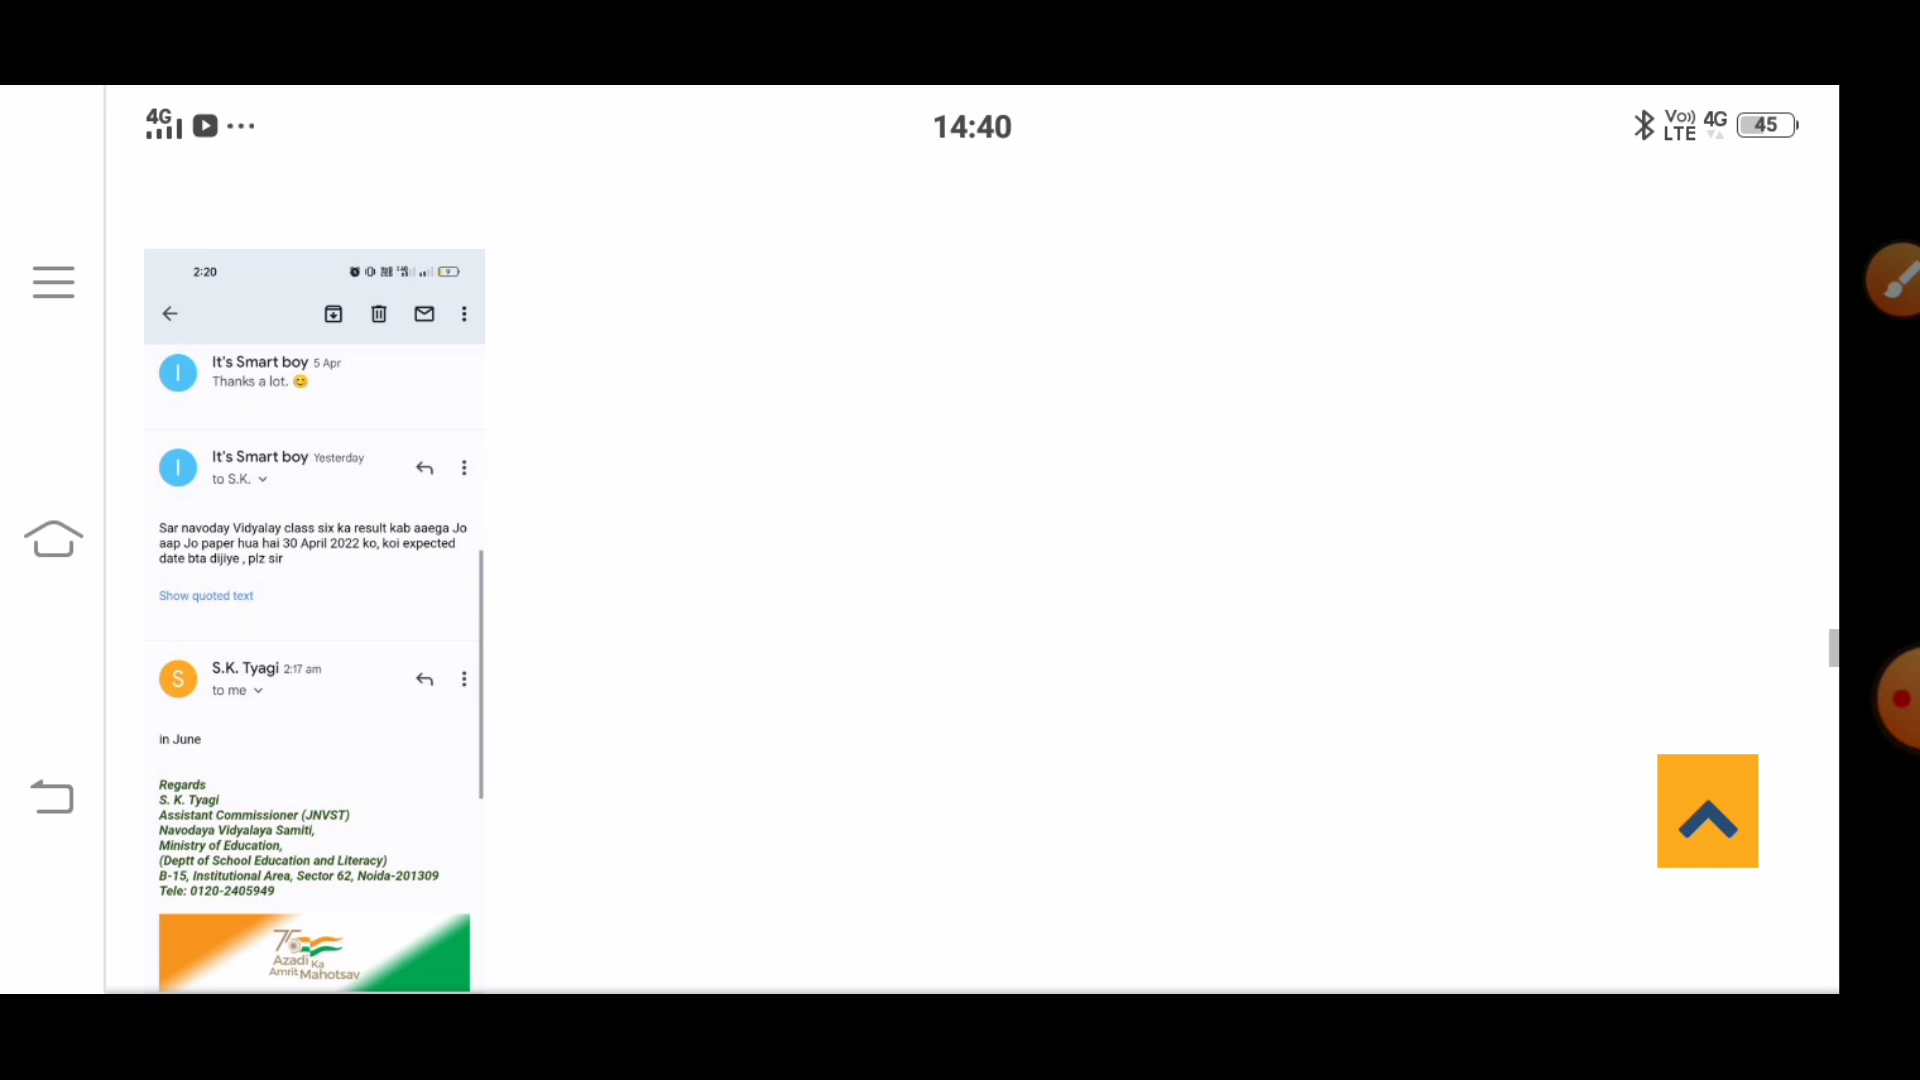 4G
14:40
Vo)) LTE 4G 45
2:20
It's Smart boy 5 Apr
Thanks a lot. 😊
I
It's Smart boy Yesterday
I
to S.K.
Sar navoday Vidyalay class six ka result kab aaega Jo
aap Jo paper hua hai 30 April 2022 ko, koi expected
date bta dijiye , plz sir
Show quoted text
S.K. Tyagi 2:17 am
S
to me
in June
Regards
S. K. Tyagi
Assistant Commissioner (JNVST)
Navodaya Vidyalaya Samiti,
Ministry of Education,
(Deptt of School Education and Literacy)
B-15, Institutional Area, Sector 62, Noida-201309
Tele: 0120-2405949
75
Azadi Ka
Amrit Mahotsav